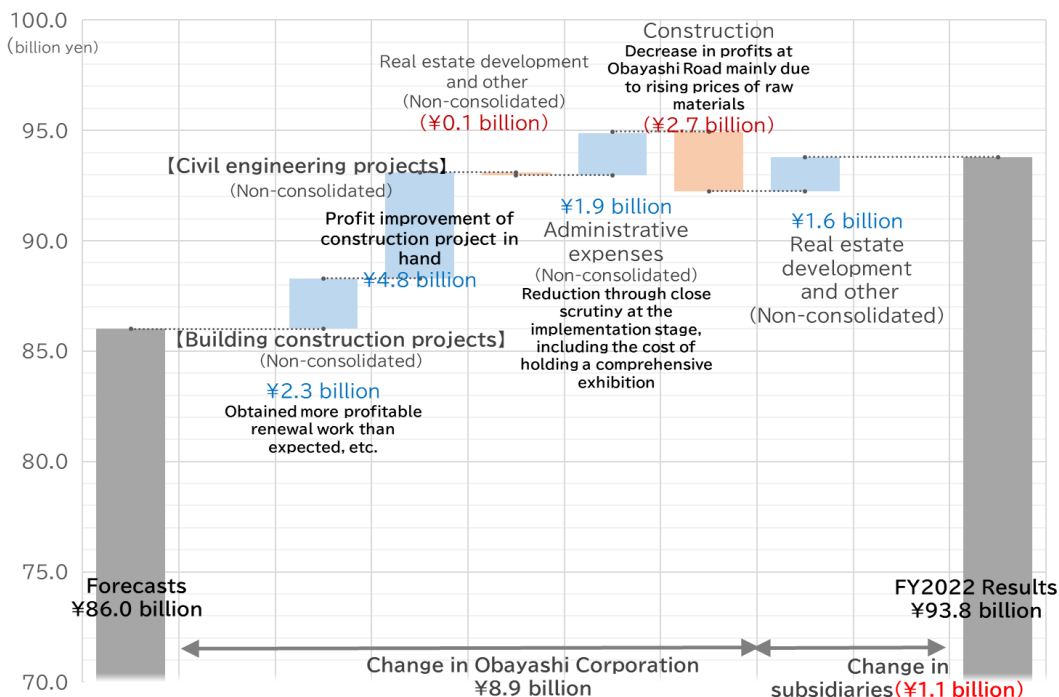 100.0
(billion yen)
95.0
90.0
85.0
80.0
75.0
70.0
Forecasts
¥86.0 billion
【Building construction projects】
(Non-consolidated)
¥2.3 billion
Obtained more profitable
renewal work than
expected, etc.
【Civil engineering projects】
(Non-consolidated)
Profit improvement of
construction project in
hand
¥4.8 billion
Real estate development
and other
(Non-consolidated)
(¥0.1 billion)
¥1.9 billion
Administrative
expenses
(Non-consolidated)
Reduction through close
scrutiny at the
implementation stage,
including the cost of
holding a comprehensive
exhibition
Construction
Decrease in profits at
Obayashi Road mainly due
to rising prices of raw
materials
(¥2.7 billion)
¥1.6 billion
Real estate
development
and other
(Non-consolidated)
FY2022 Results
¥93.8 billion
Change in Obayashi Corporation
¥8.9 billion
Change in
subsidiaries(¥1.1 billion)